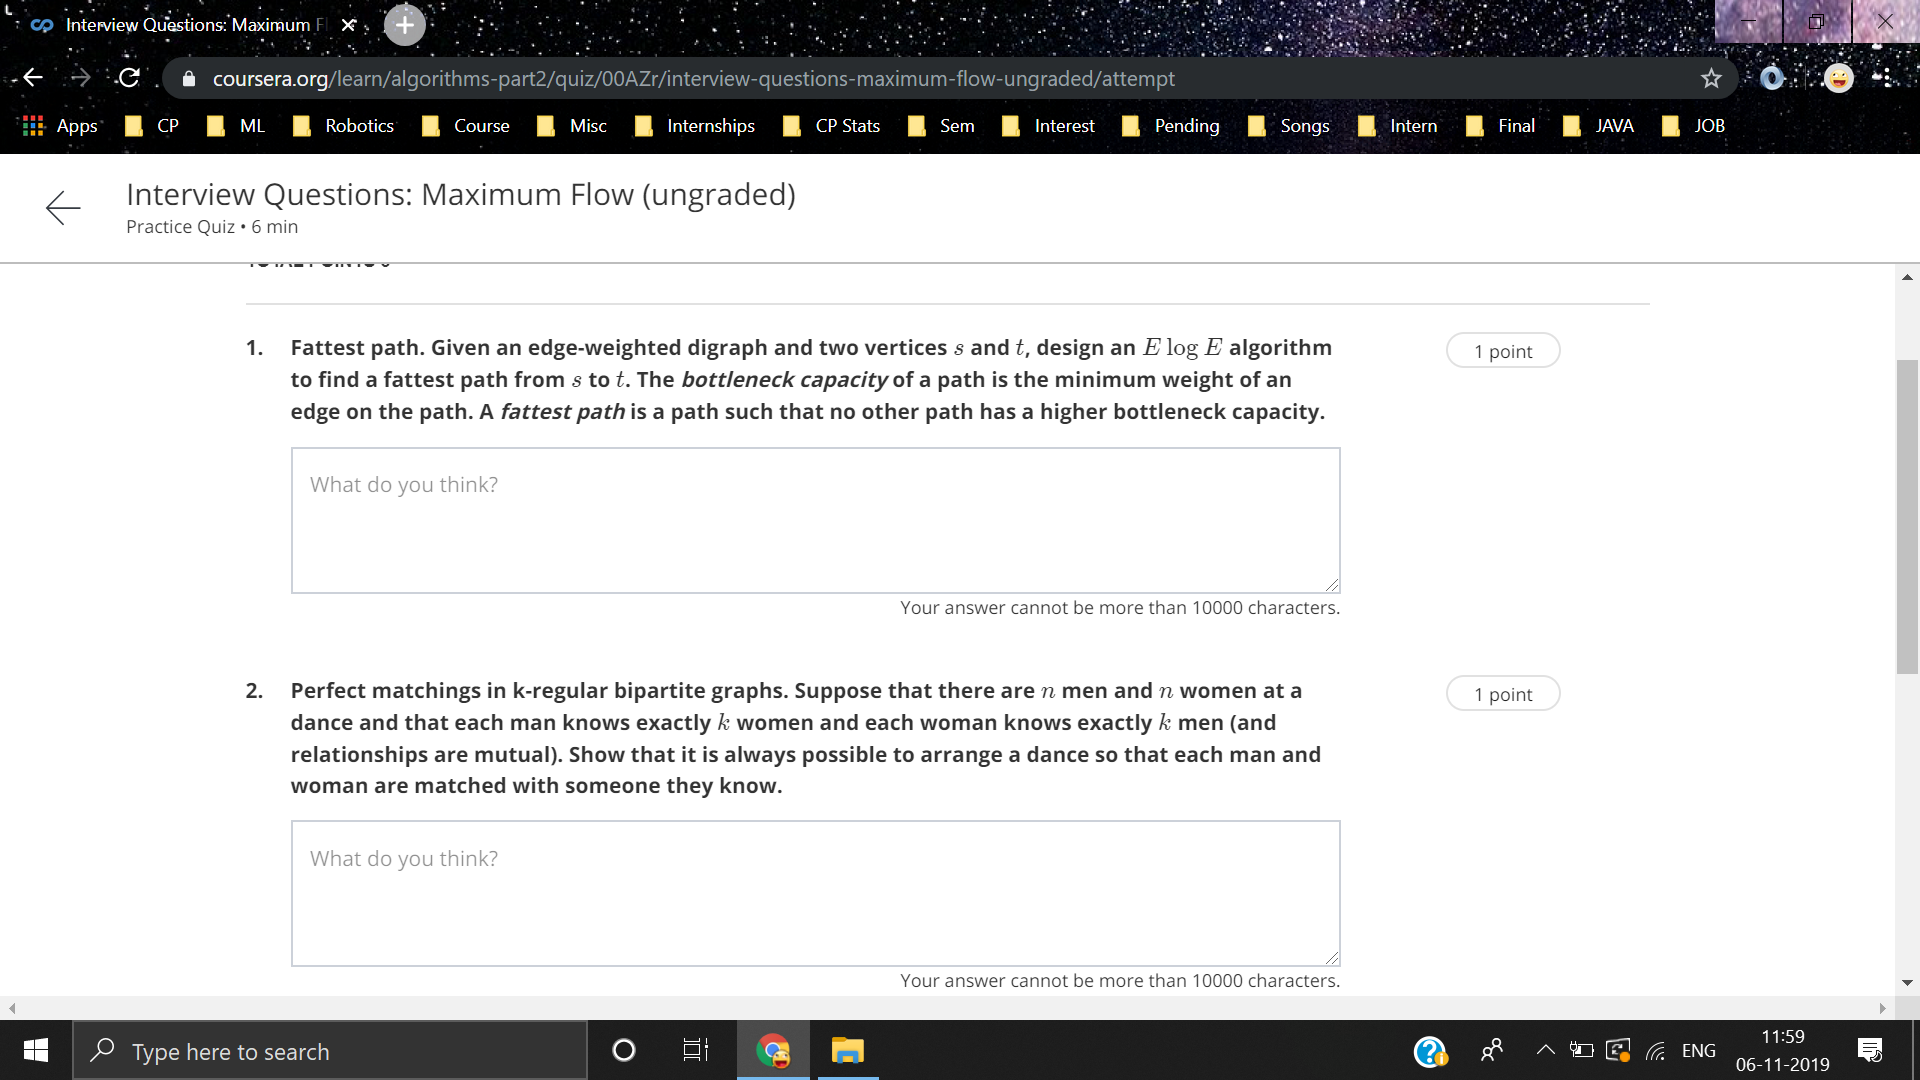 Interview Questions: Maximum Fl
coursera.org/learn/algorithms-part2/quiz/00AZr/interview-questions-maximum-flow-ungraded/attempt
Apps CP ML Robotics Course Misc Internships CP Stats Sem Interest Pending Songs Intern Final JAVA JOB
Interview Questions: Maximum Flow (ungraded)
Practice Quiz • 6 min
1. Fattest path. Given an edge-weighted digraph and two vertices s and t, design an E log E algorithm
1 point
to find a fattest path from s to t. The bottleneck capacity of a path is the minimum weight of an
edge on the path. A fattest path is a path such that no other path has a higher bottleneck capacity.
What do you think?
Your answer cannot be more than 10000 characters.
2. Perfect matchings in k-regular bipartite graphs. Suppose that there are n men and n women at a
1 point
dance and that each man knows exactly k women and each woman knows exactly k men (and
relationships are mutual). Show that it is always possible to arrange a dance so that each man and
woman are matched with someone they know.
What do you think?
Your answer cannot be more than 10000 characters.
Type here to search
ENG
11:59
06-11-2019